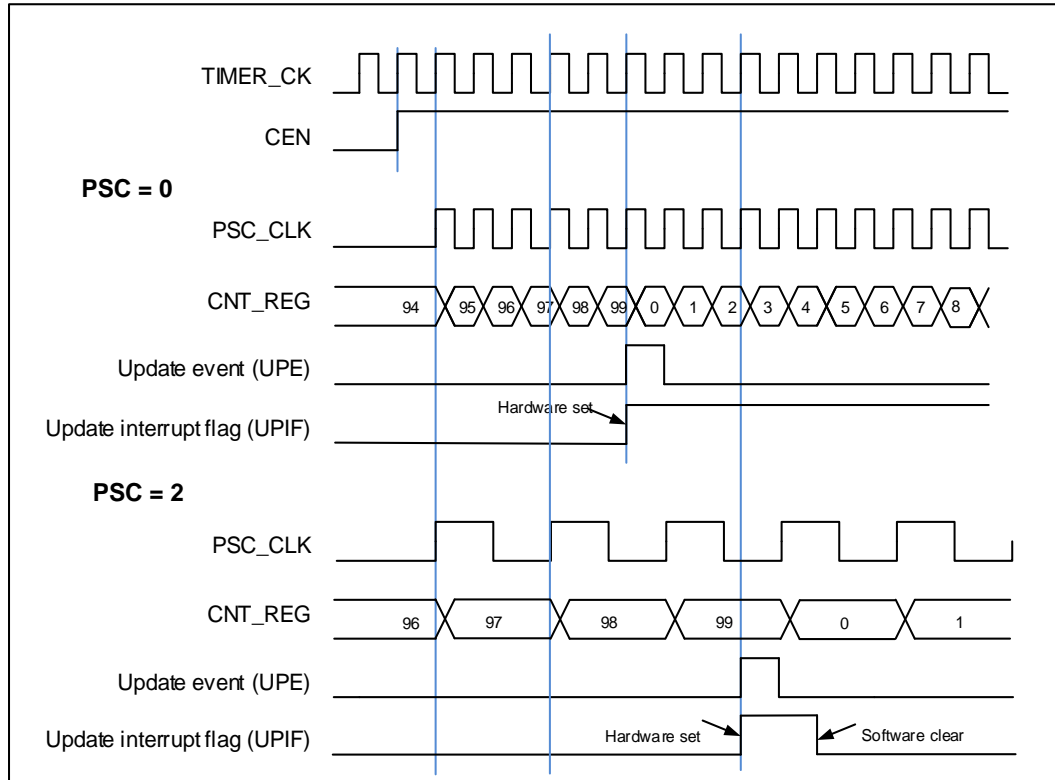 TIMER_CK
CEN
PSC = 0
PSC_CLK
CNT_REG 94 95 96 97 98 99 0 1 2 3 4 5 6 7 8
Update event (UPE)
Hardware set
Update interrupt flag (UPIF)
PSC = 2
PSC_CLK
CNT_REG 96 97 98 99 0 1
Update event (UPE)
Update interrupt flag (UPIF) Hardware set Software clear